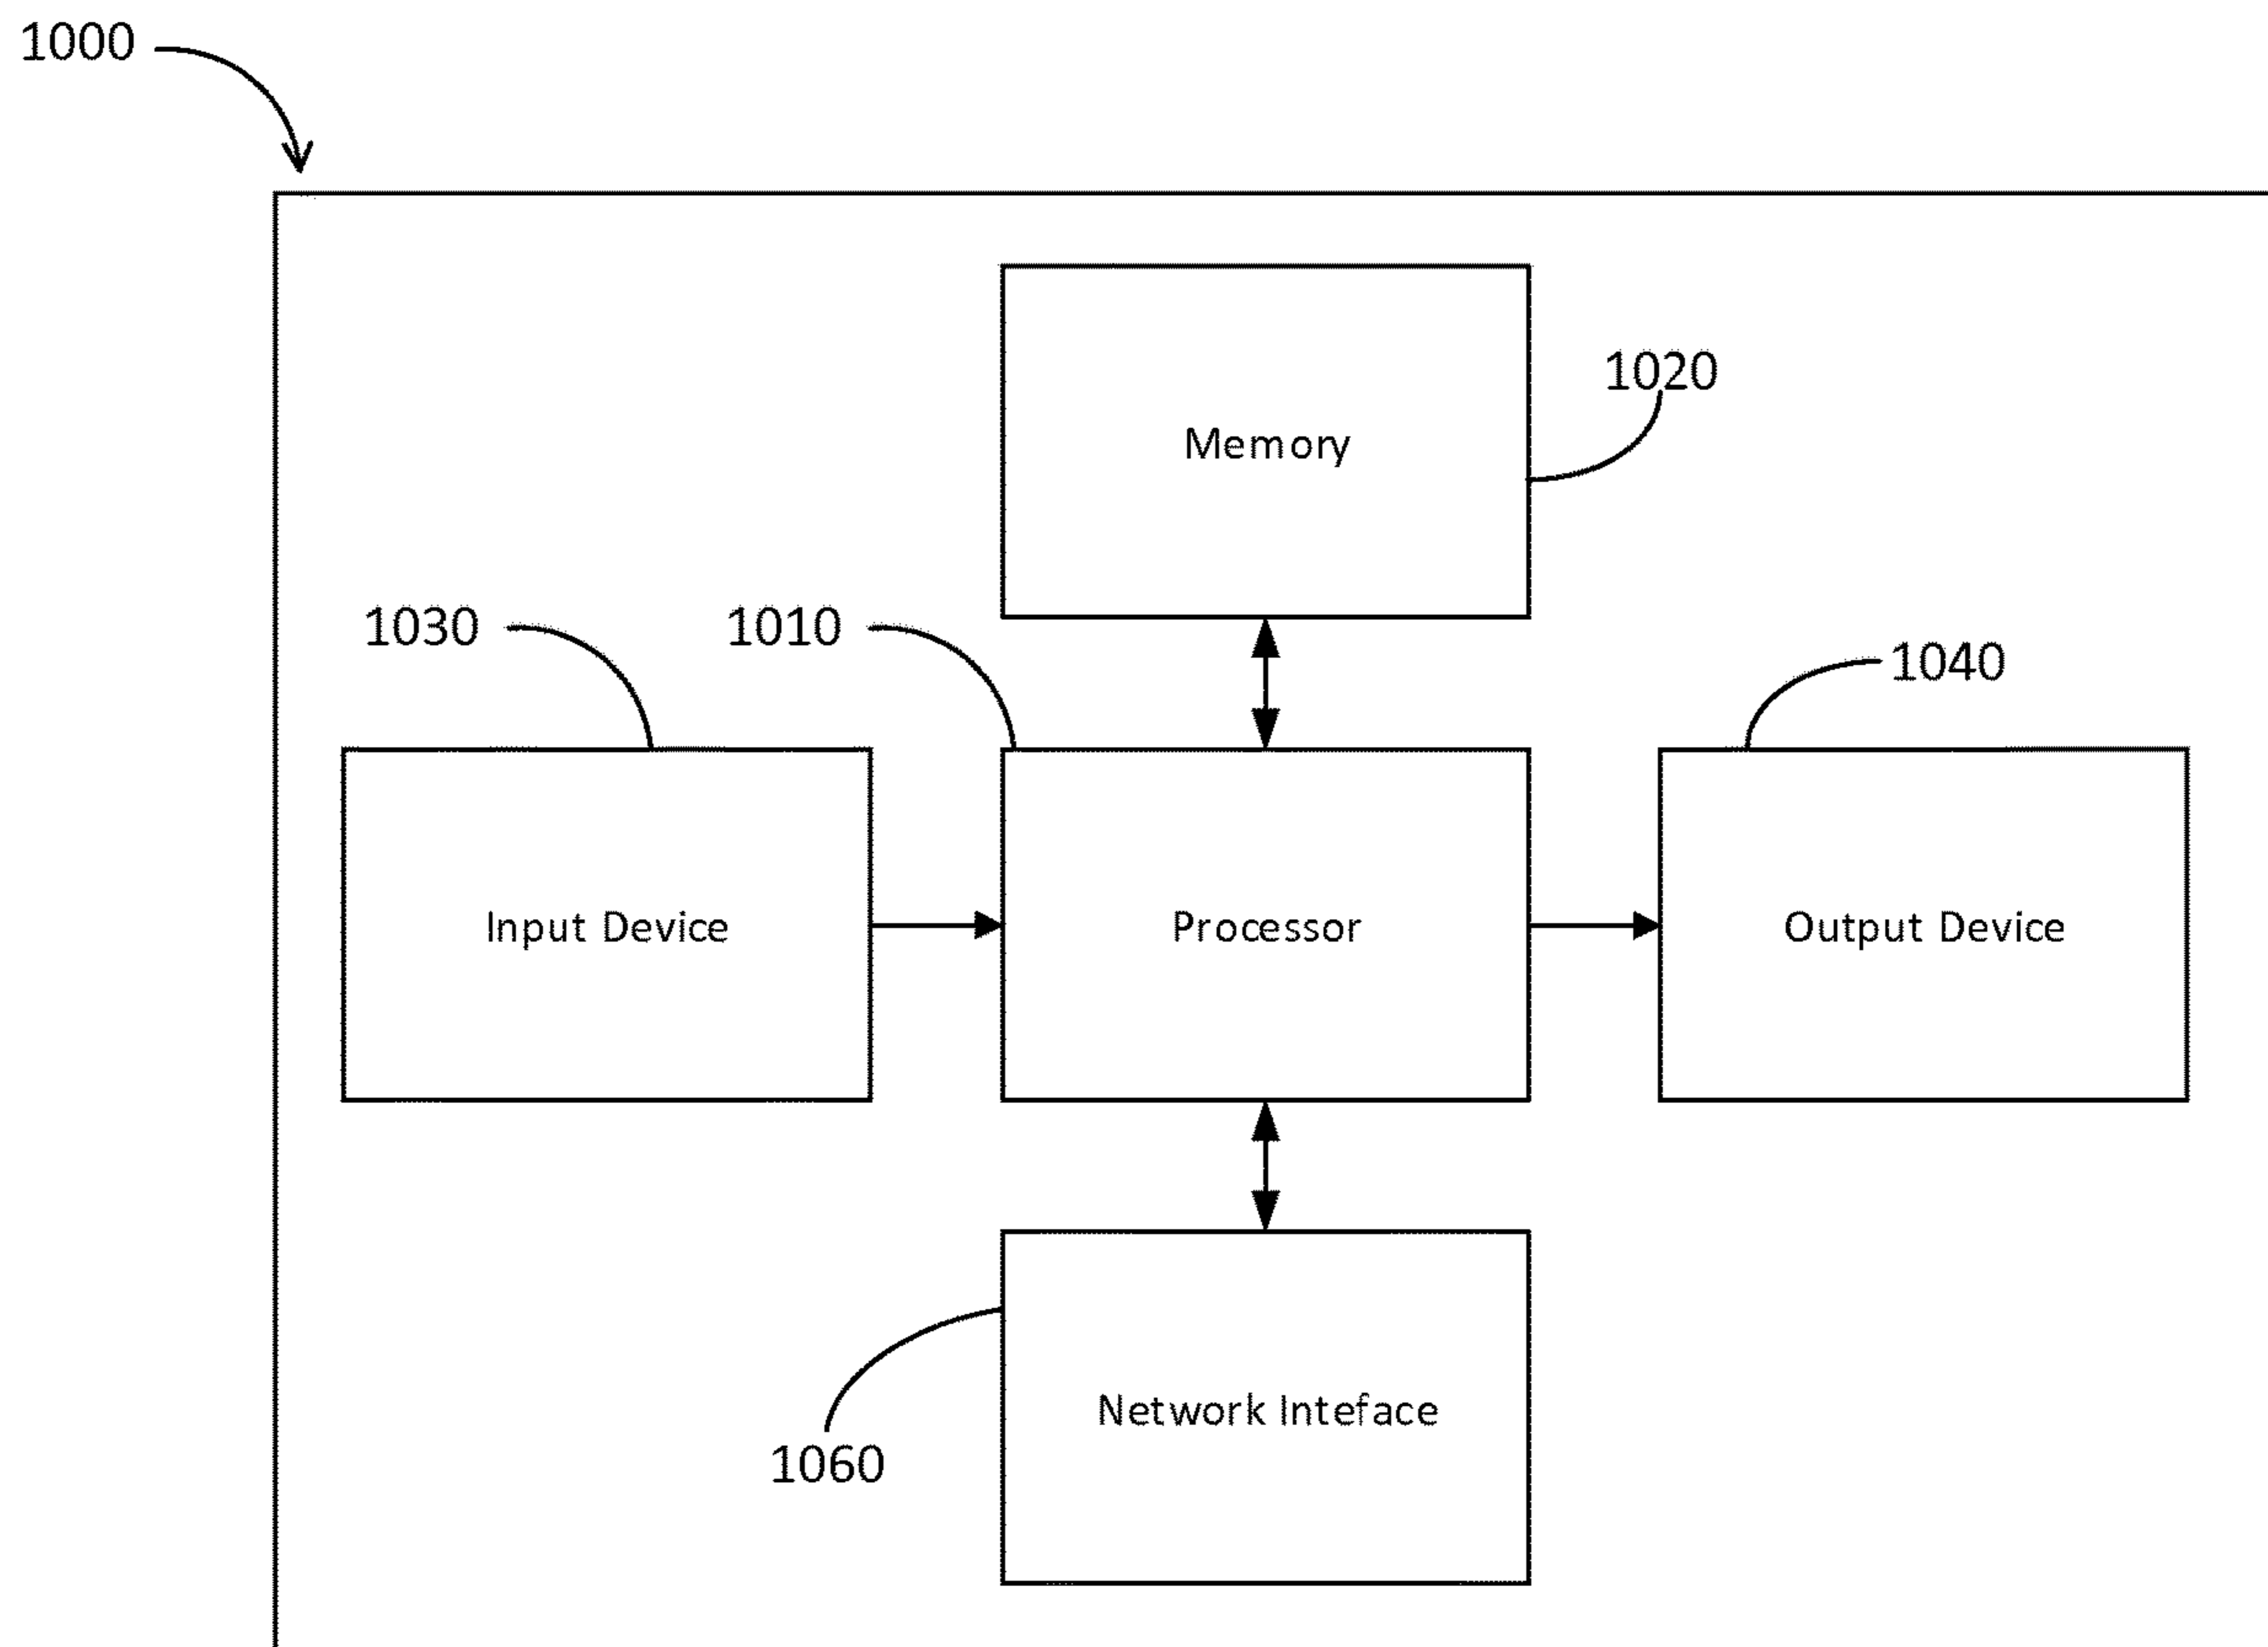 1000
Memory
1020
1030
1010
1040
Input Device
Processor
Output Device
Network Inteface
1060